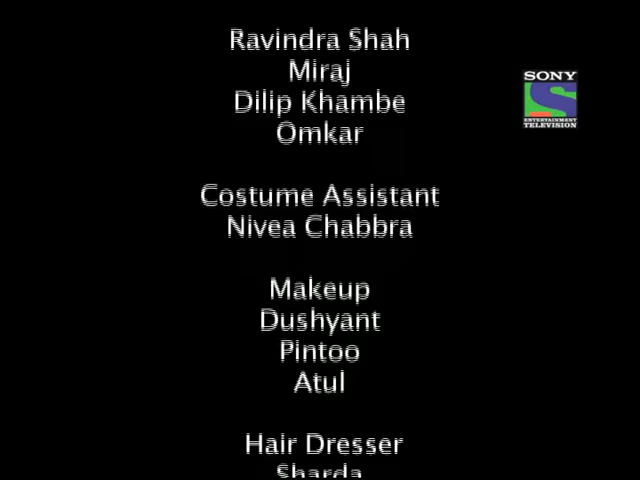 Ravindra Shah
Miraj
Dilip Khambe
Omkar
SONY
ENTERTAINMENT
TELEVISION
Costume Assistant
Nivea Chabbra
Makeup
Dushyant
Pintoo
Atul
Hair Dresser
Sharda